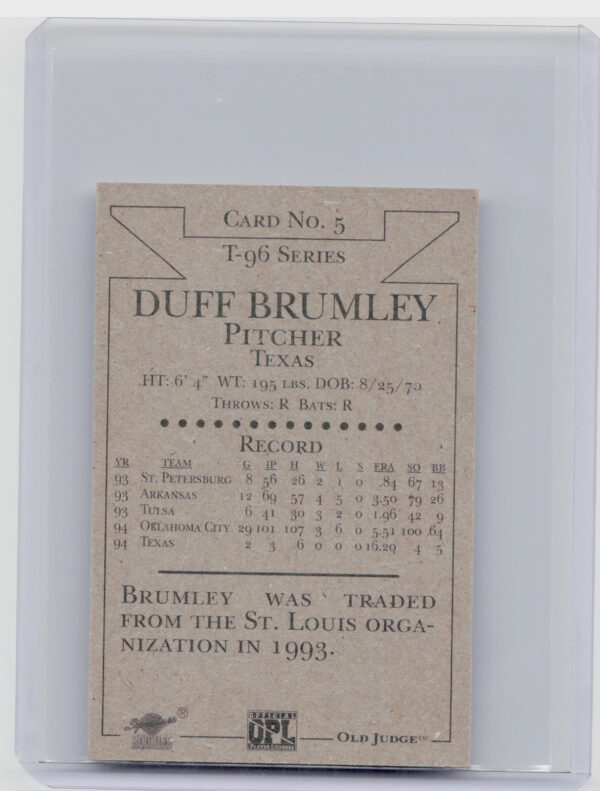 CARD NO. 5
T-96 SERIES
DUFF BRUMLEY
PITCHER
TEXAS
HT: 6' 4" WT: 195 LBS. DOB: 8/25/70
THROWS: R BATS: R
RECORD
YR TEAM G IP H W L S ERA SO BB
93 ST. PETERSBURG 8 56 26 2 1 0 .84 67 13
93 ARKANSAS 12 69 57 4 5 0 3.50 79 26
93 TULSA 6 41 30 3 2 0 1.96 42 9
94 OKLAHOMA CITY 29 101 107 3 6 0 5.51 100 64
94 TEXAS 2 3 6 0 0 0 16.20 4 5
BRUMLEY WAS TRADED
FROM THE ST. LOUIS ORGA-
NIZATION IN 1993.
Signature
ROOKIES
®
OFFICIAL
OPL
PLAYER LICENSEE
OLD JUDGE™